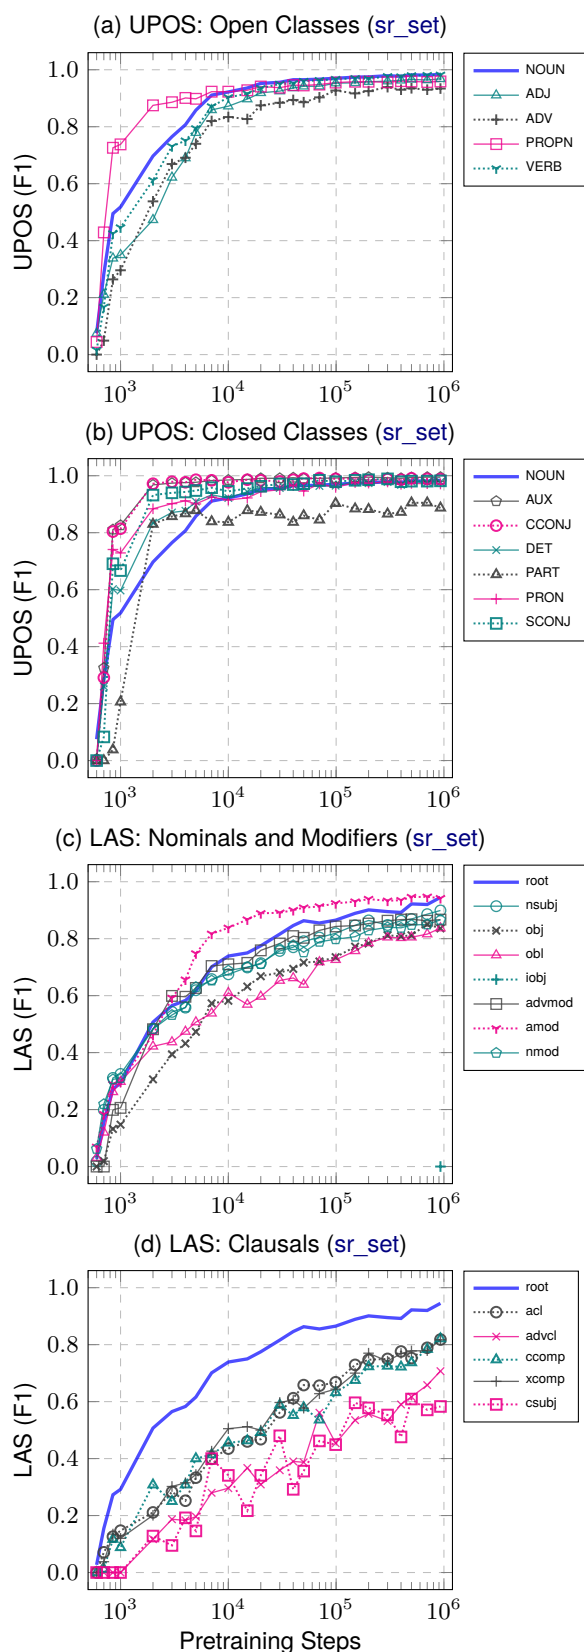 (a) UPOS: Open Classes (sr_set)
1.0
0.8
0.6
0.4
0.2
0.0
UPOS (F1)
10^3
10^4
10^5
10^6
NOUN
ADJ
ADV
PROPN
VERB
(b) UPOS: Closed Classes (sr_set)
1.0
0.8
0.6
0.4
0.2
0.0
UPOS (F1)
10^3
10^4
10^5
10^6
NOUN
AUX
CCONJ
DET
PART
PRON
SCONJ
(c) LAS: Nominals and Modifiers (sr_set)
1.0
0.8
0.6
0.4
0.2
0.0
LAS (F1)
10^3
10^4
10^5
10^6
root
nsubj
obj
obl
iobj
advmod
amod
nmod
(d) LAS: Clausals (sr_set)
1.0
0.8
0.6
0.4
0.2
0.0
LAS (F1)
10^3
10^4
10^5
10^6
root
acl
advcl
ccomp
xcomp
csubj
Pretraining Steps